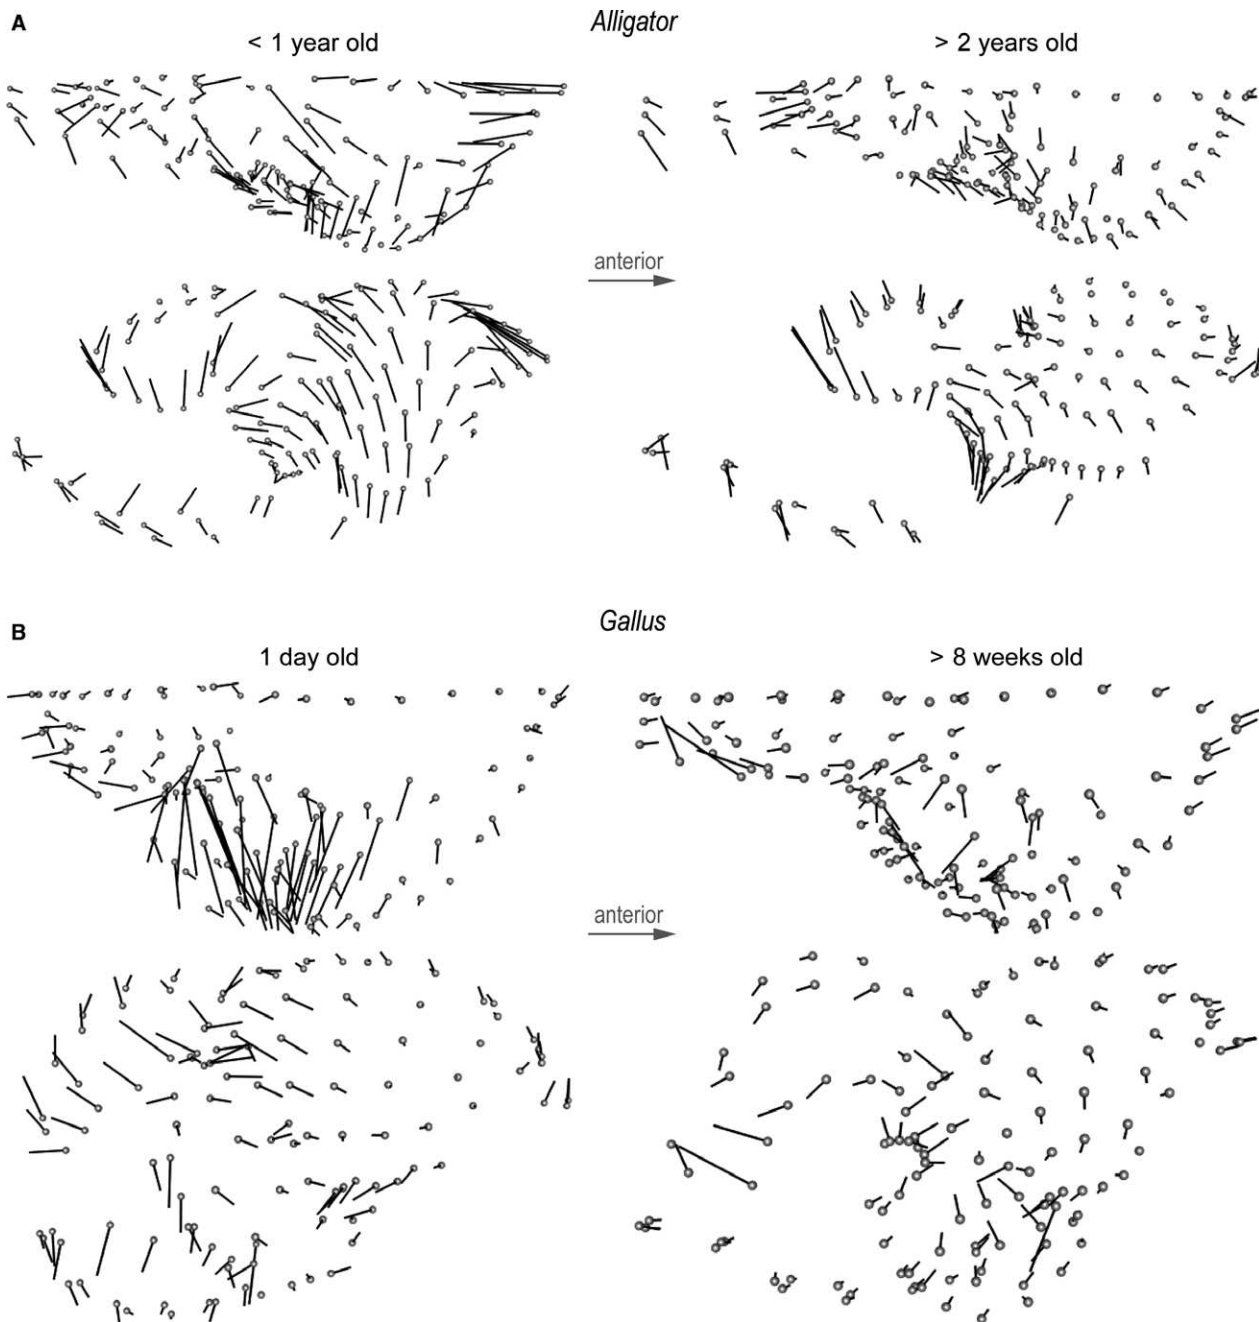 A
Alligator
< 1 year old
> 2 years old
anterior
B
Gallus
1 day old
> 8 weeks old
anterior